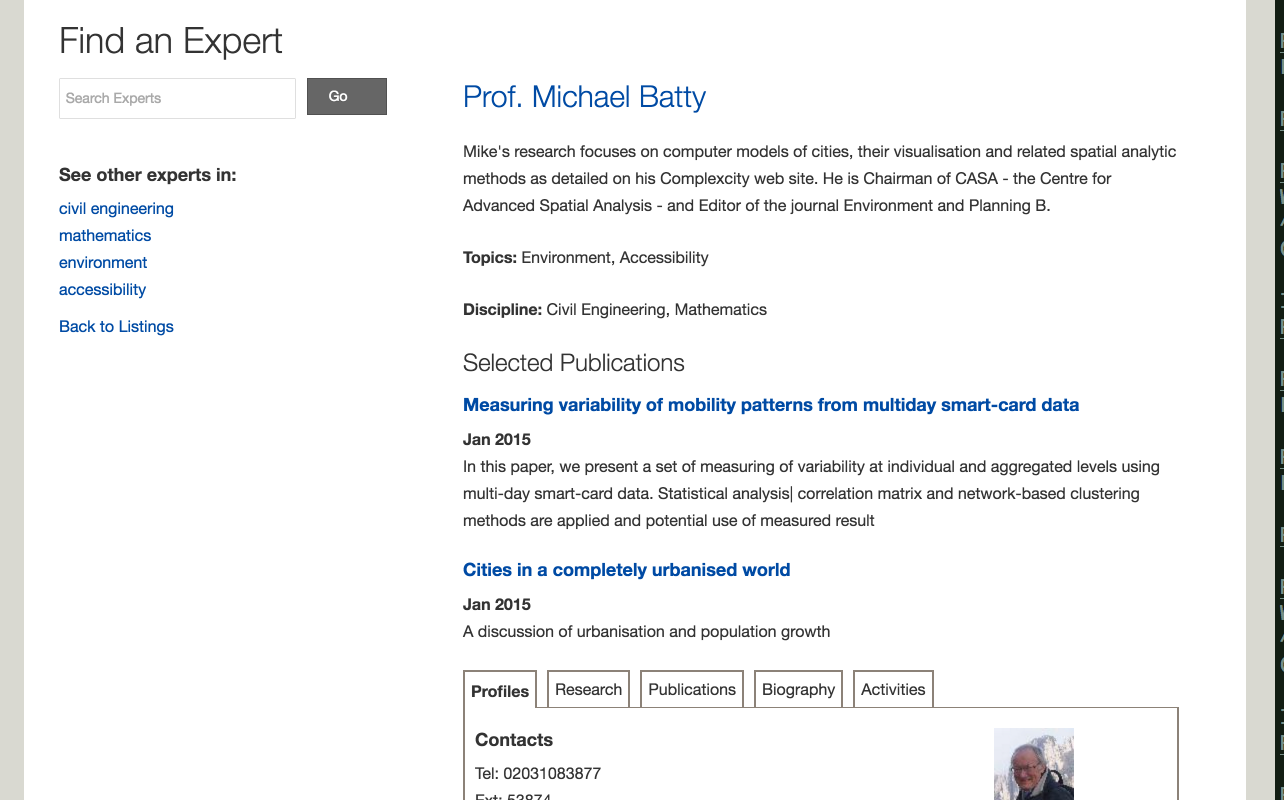 Find an Expert
Search Experts
Go
See other experts in:
civil engineering
mathematics
environment
accessibility
Back to Listings
Prof. Michael Batty
Mike's research focuses on computer models of cities, their visualisation and related spatial analytic
methods as detailed on his Complexcity web site. He is Chairman of CASA - the Centre for
Advanced Spatial Analysis - and Editor of the journal Environment and Planning B.
Topics: Environment, Accessibility
Discipline: Civil Engineering, Mathematics
Selected Publications
Measuring variability of mobility patterns from multiday smart-card data
Jan 2015
In this paper, we present a set of measuring of variability at individual and aggregated levels using
multi-day smart-card data. Statistical analysis| correlation matrix and network-based clustering
methods are applied and potential use of measured result
Cities in a completely urbanised world
Jan 2015
A discussion of urbanisation and population growth
Profiles
Research
Publications
Biography
Activities
Contacts
Tel: 02031083877
Ext: 53874